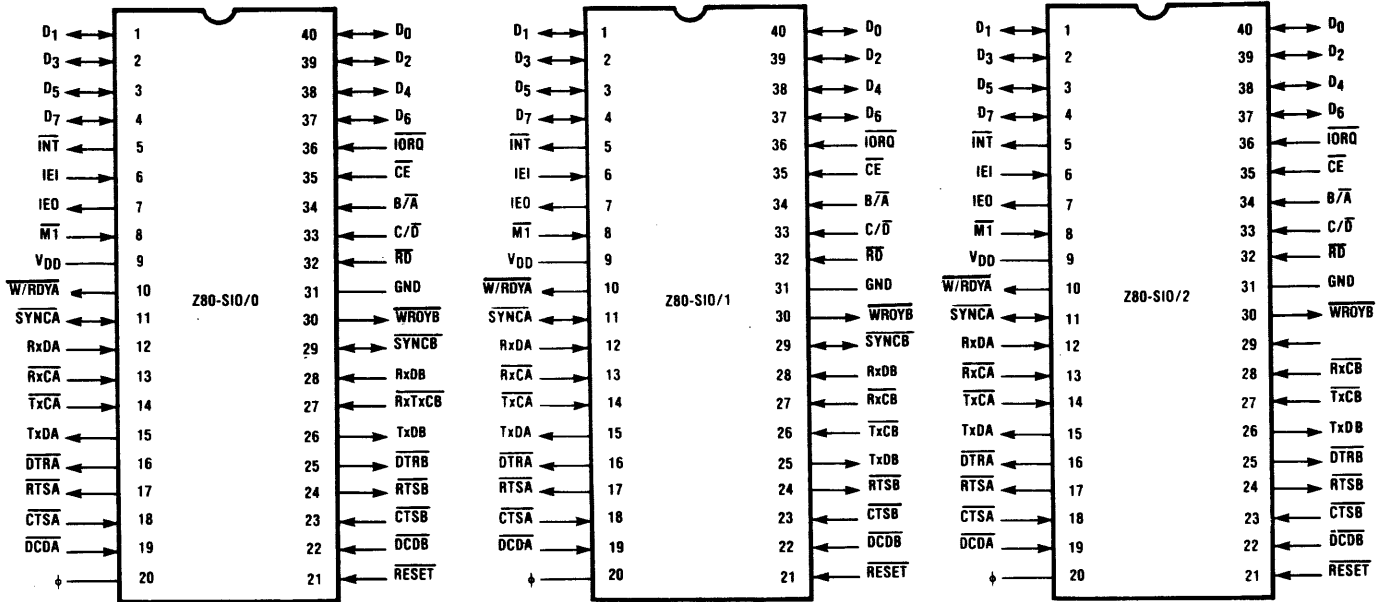 D1 1 40 D0
D3 2 39 D2
D5 3 38 D4
D7 4 37 D6
INT 5 36 IORQ
IEI 6 35 CE
IEO 7 34 B/A
M1 8 33 C/D
VDD 9 32 RD
W/RDYA 10 31 GND
Z80-SIO/0
SYNCA 11 30 WROYB
RxDA 12 29 SYNCB
RxCA 13 28 RxDB
TxCA 14 27 RxTxCB
TxDA 15 26 TxDB
DTRA 16 25 DTRB
RTSA 17 24 RTSB
CTSA 18 23 CTSB
DCDA 19 22 DCDB
ϕ 20 21 RESET
D1 1 40 D0
D3 2 39 D2
D5 3 38 D4
D7 4 37 D6
INT 5 36 IORQ
IEI 6 35 CE
IEO 7 34 B/A
M1 8 33 C/D
VDD 9 32 RD
W/RDYA 10 31 GND
Z80-SIO/1
SYNCA 11 30 WROYB
RxDA 12 29 SYNCB
RxCA 13 28 RxDB
TxCA 14 27 RxCB
TxDA 15 26 TxCB
DTRA 16 25 TxDB
RTSA 17 24 RTSB
CTSA 18 23 CTSB
DCDA 19 22 DCDB
ϕ 20 21 RESET
D1 1 40 D0
D3 2 39 D2
D5 3 38 D4
D7 4 37 D6
INT 5 36 IORQ
IEI 6 35 CE
IEO 7 34 B/A
M1 8 33 C/D
VDD 9 32 RD
W/RDYA 10 31 GND
Z80-SIO/2
SYNCA 11 30 WROYB
RxDA 12 29
RxCA 13 28 RxCB
TxCA 14 27 TxCB
TxDA 15 26 TxDB
DTRA 16 25 DTRB
RTSA 17 24 RTSB
CTSA 18 23 CTSB
DCDA 19 22 DCDB
ϕ 20 21 RESET